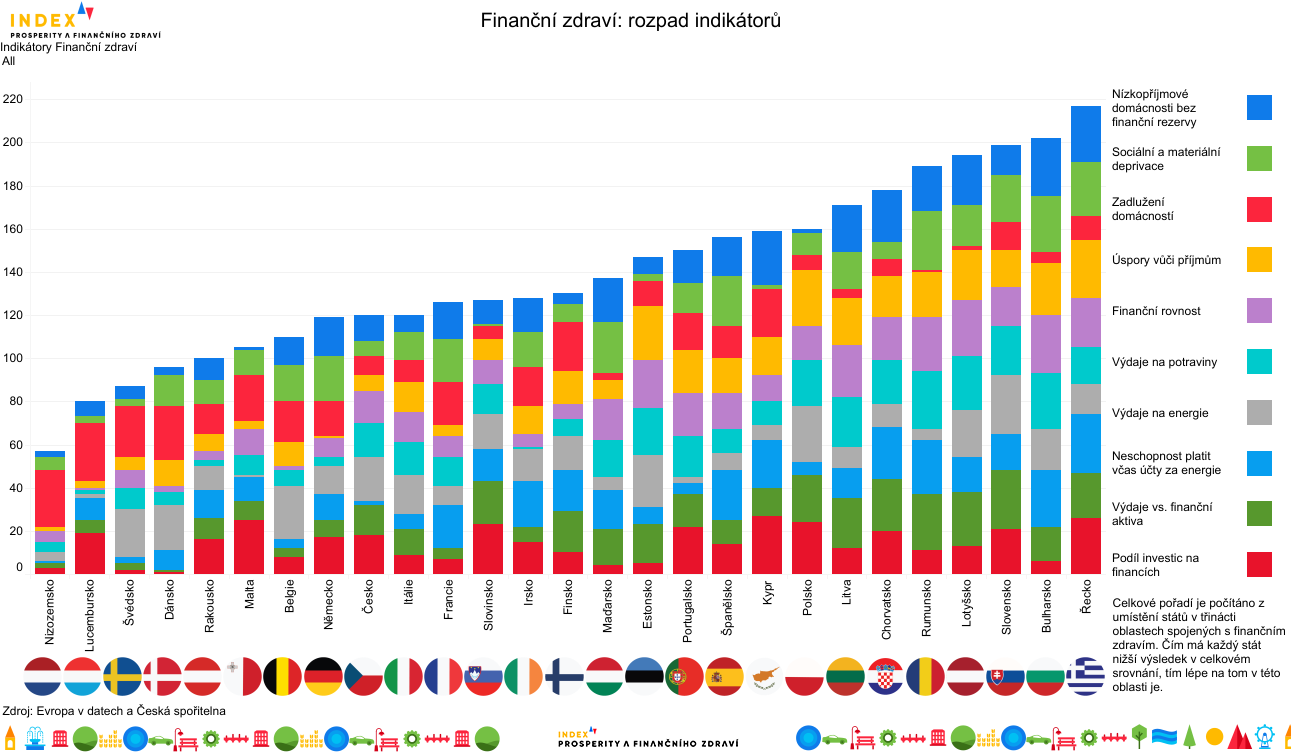 INDEX
PROSPERITY A FINANČNÍHO ZDRAVÍ
Finanční zdraví: rozpad indikátorů
Indikátory Finanční zdraví
All
220
200
180
160
140
120
100
80
60
40
20
0
Nizozemsko
Lucembursko
Švédsko
Dánsko
Rakousko
Malta
Belgie
Německo
Česko
Itálie
Francie
Slovinsko
Irsko
Finsko
Maďarsko
Estonsko
Portugalsko
Španělsko
Kypr
Polsko
Litva
Chorvatsko
Rumunsko
Lotyšsko
Slovensko
Bulharsko
Řecko
Nízkopříjmové
domácnosti bez
finanční rezervy
Sociální a materiální
deprivace
Zadlužení
domácností
Úspory vůči příjmům
Finanční rovnost
Výdaje na potraviny
Výdaje na energie
Neschopnost platit
včas účty za energie
Výdaje vs. finanční
aktiva
Podíl investic na
financích
Celkové pořadí je počítáno z
umístění států v třinácti
oblastech spojených s finančním
zdravím. Čím má každý stát
nižší výsledek v celkovém
srovnání, tím lépe na tom v této
oblasti je.
Zdroj: Evropa v datech a Česká spořitelna
INDEX
PROSPERITY A FINANČNÍHO ZDRAVÍ